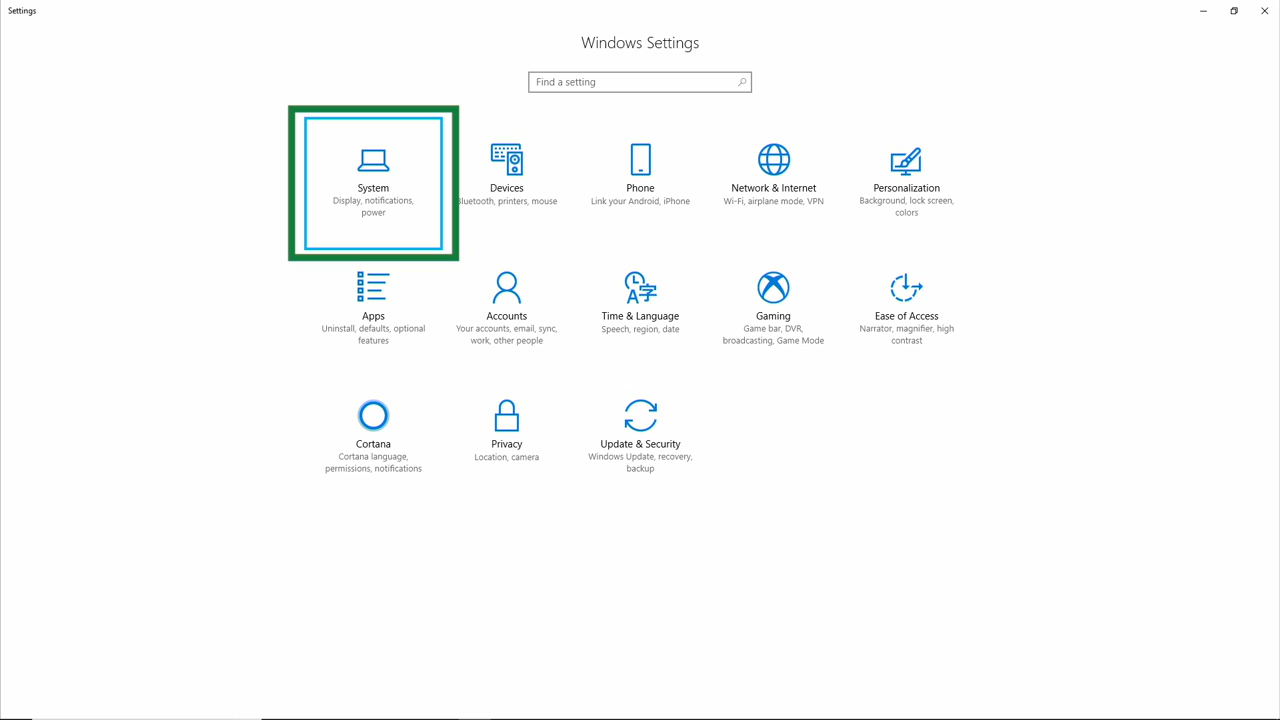 Settings
Windows Settings
Find a setting
System
Display, notifications,
power
Devices
Bluetooth, printers, mouse
Phone
Link your Android, iPhone
Network & Internet
Wi-Fi, airplane mode, VPN
Personalization
Background, lock screen,
colors
Apps
Uninstall, defaults, optional
features
Accounts
Your accounts, email, sync,
work, other people
Time & Language
Speech, region, date
Gaming
Game bar, DVR,
broadcasting, Game Mode
Ease of Access
Narrator, magnifier, high
contrast
Cortana
Cortana language,
permissions, notifications
Privacy
Location, camera
Update & Security
Windows Update, recovery,
backup